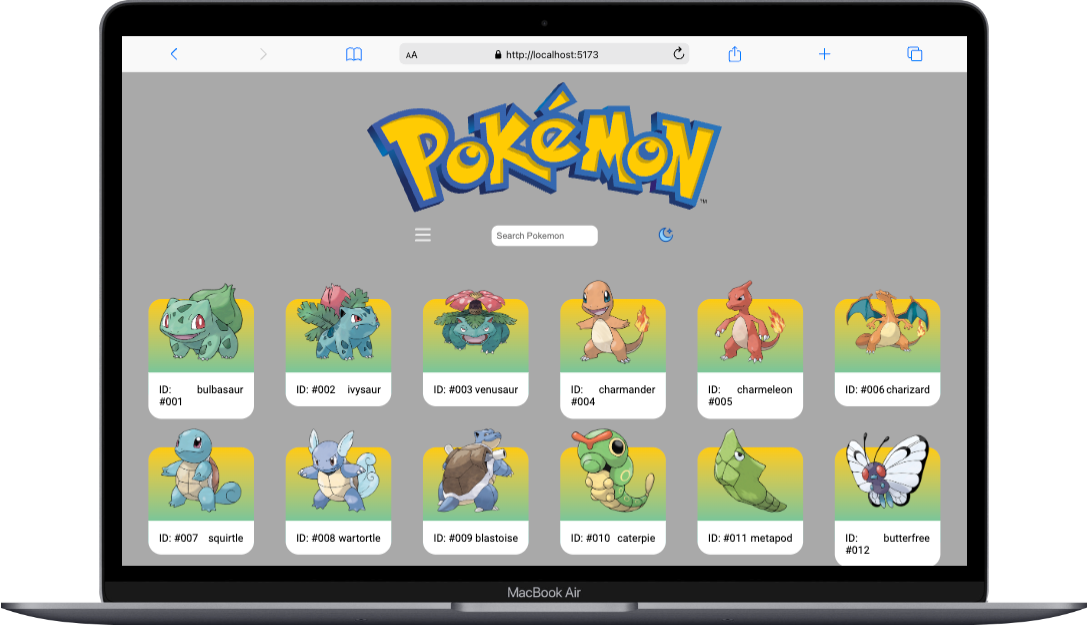 AA http://localhost:5173
POKéMON
TM
Search Pokemon
ID: #001 bulbasaur
ID: #002 ivysaur
ID: #003 venusaur
ID: #004 charmander
ID: #005 charmeleon
ID: #006 charizard
ID: #007 squirtle
ID: #008 wartortle
ID: #009 blastoise
ID: #010 caterpie
ID: #011 metapod
ID: #012 butterfree
MacBook Air